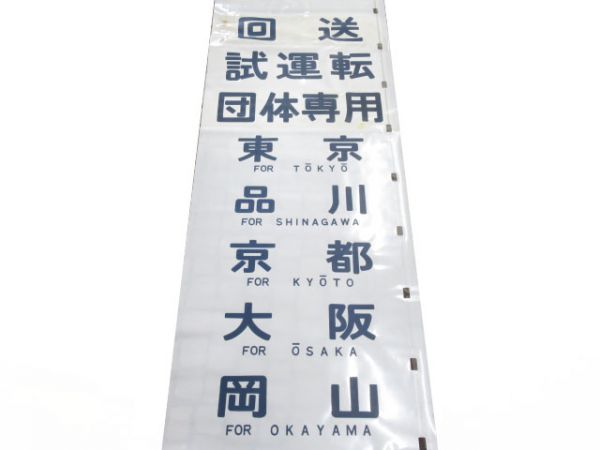 回送
試運転
団体専用
東京
FOR TŌKYŌ
品川
FOR SHINAGAWA
京都
FOR KYŌTO
大阪
FOR ŌSAKA
岡山
FOR OKAYAMA